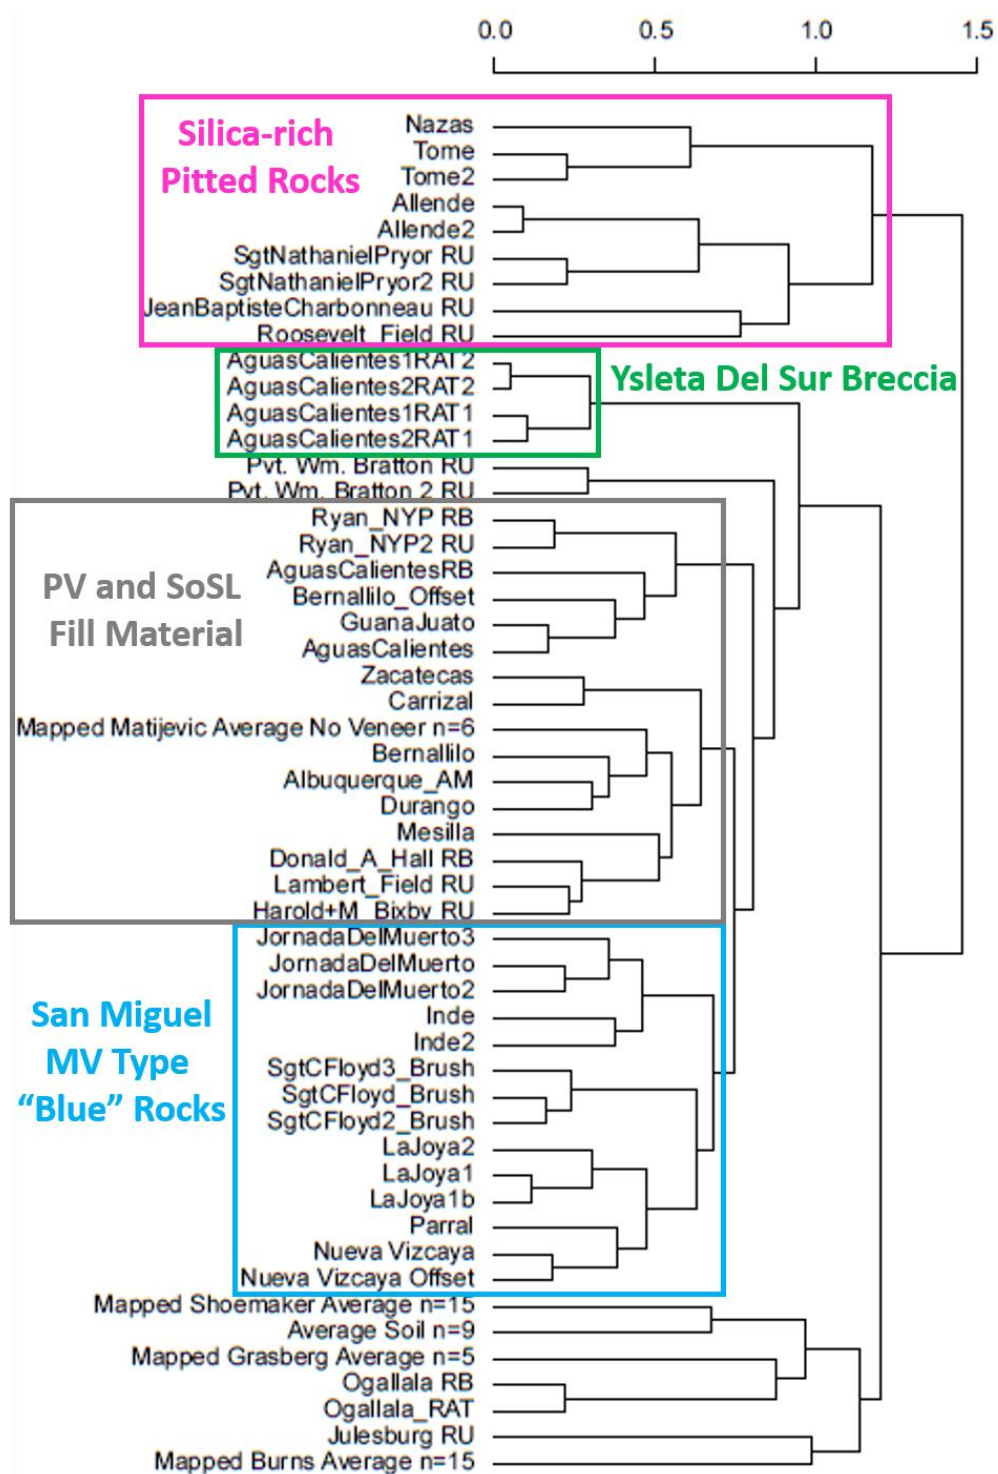 0.0 0.5 1.0 1.5
Silica-rich
Pitted Rocks
Nazas
Tome
Tome2
Allende
Allende2
SgtNathanielPryor RU
SgtNathanielPryor2 RU
JeanBaptisteCharbonneau RU
Roosevelt_Field RU
AguasCalientes1RAT2
Ysleta Del Sur Breccia
AguasCalientes2RAT2
AguasCalientes1RAT1
AguasCalientes2RAT1
Pvt. Wm. Bratton RU
Pvt. Wm. Bratton 2 RU
PV and SoSL
Fill Material
Ryan_NYP RB
Ryan_NYP2 RU
AguasCalientesRB
Bernallilo_Offset
GuanaJuato
AguasCalientes
Zacatecas
Carrizal
Mapped Matijevic Average No Veneer n=6
Bernallilo
Albuquerque_AM
Durango
Mesilla
Donald_A_Hall RB
Lambert_Field RU
Harold+M_Bixby RU
San Miguel
MV Type
“Blue” Rocks
JornadaDelMuerto3
JornadaDelMuerto
JornadaDelMuerto2
Inde
Inde2
SgtCFloyd3_Brush
SgtCFloyd_Brush
SgtCFloyd2_Brush
LaJoya2
LaJoya1
LaJoya1b
Parral
Nueva Vizcaya
Nueva Vizcaya Offset
Mapped Shoemaker Average n=15
Average Soil n=9
Mapped Grasberg Average n=5
Ogallala RB
Ogallala_RAT
Julesburg RU
Mapped Burns Average n=15